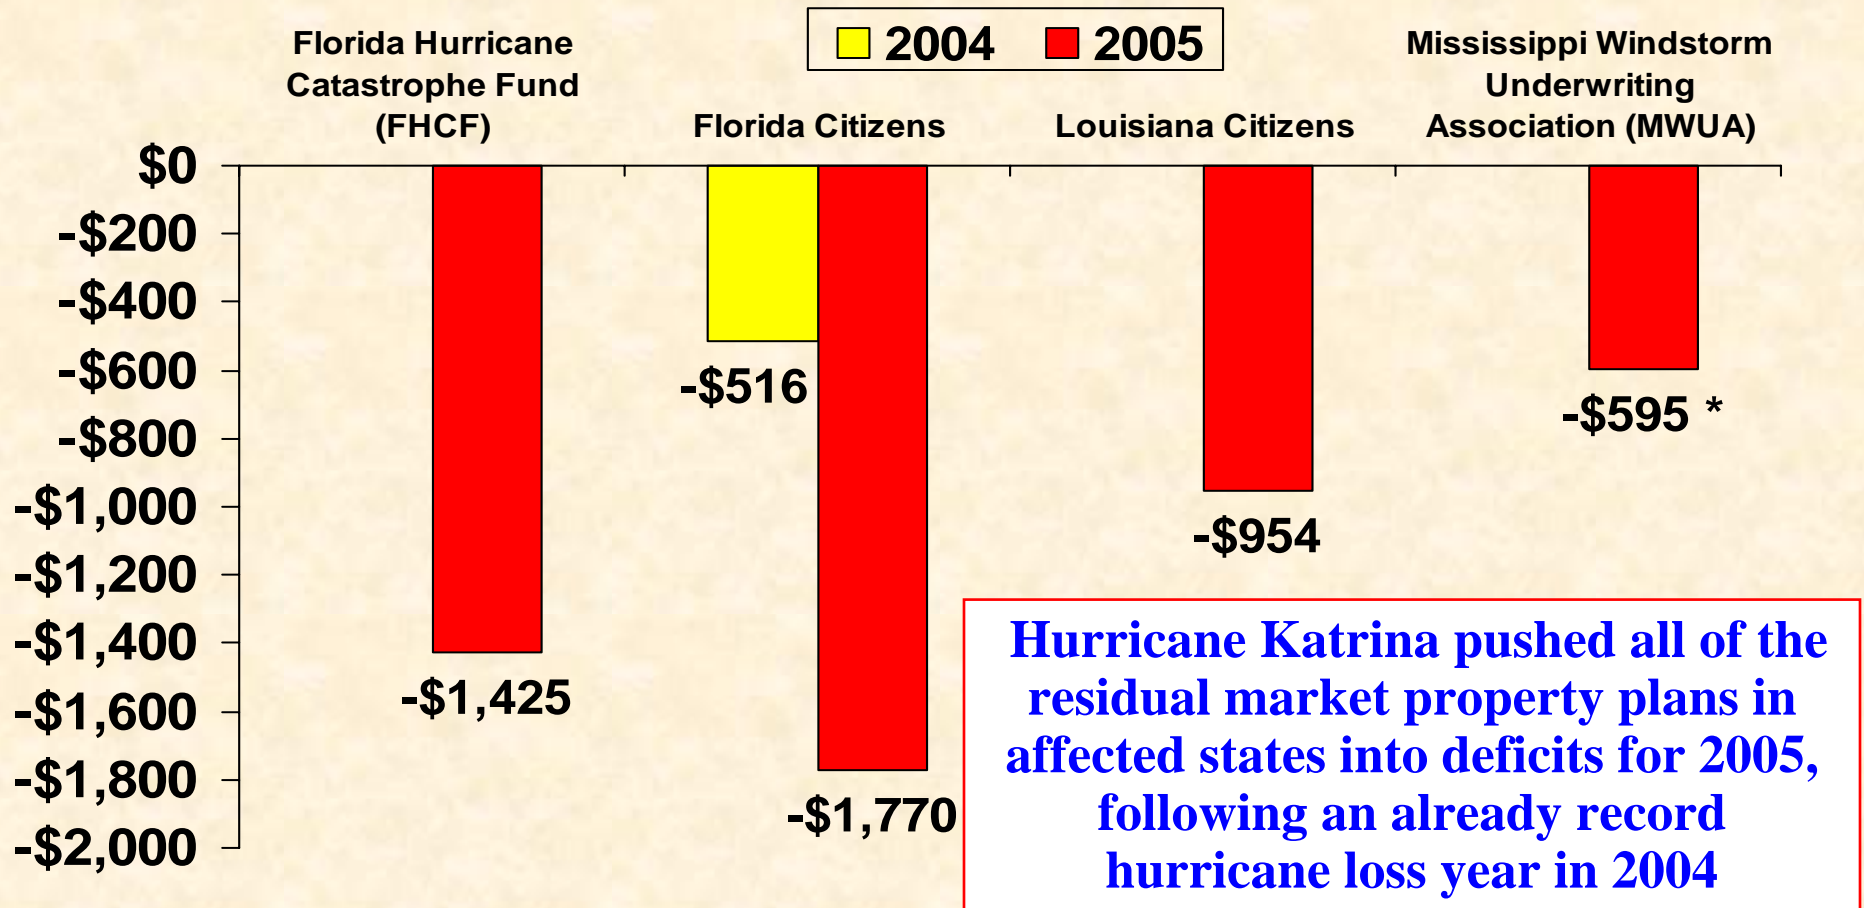 2004 2005
Florida Hurricane
Catastrophe Fund
(FHCF)
Florida Citizens
Louisiana Citizens
Mississippi Windstorm
Underwriting
Association (MWUA)
$0
-$200
-$400
-$600
-$800
-$1,000
-$1,200
-$1,400
-$1,600
-$1,800
-$2,000
-$1,425
-$516
-$1,770
-$954
-$595 *
Hurricane Katrina pushed all of the
residual market property plans in
affected states into deficits for 2005,
following an already record
hurricane loss year in 2004